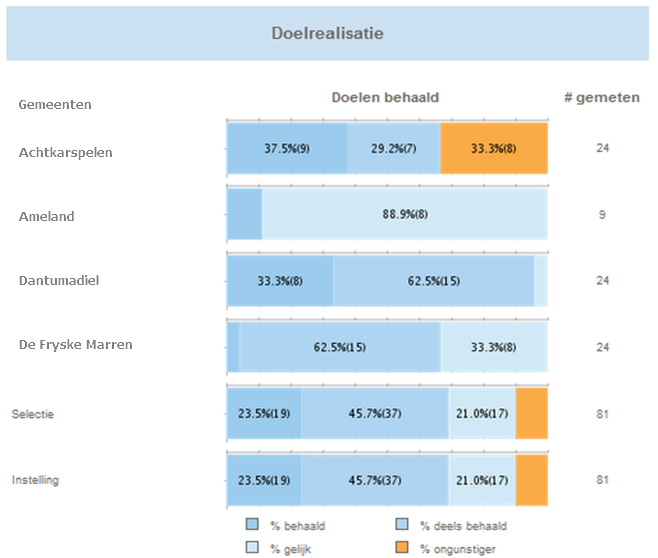 Doelrealisatie
Gemeenten Doelen behaald # gemeten
Achtkarspelen 37.5%(9) 29.2%(7) 33.3%(8) 24
Ameland 88.9%(8) 9
Dantumadiel 33.3%(8) 62.5%(15) 24
De Fryske Marren 62.5%(15) 33.3%(8) 24
Selectie 23.5%(19) 45.7%(37) 21.0%(17) 81
Instelling 23.5%(19) 45.7%(37) 21.0%(17) 81
% behaald % deels behaald
% gelijk % ongunstiger